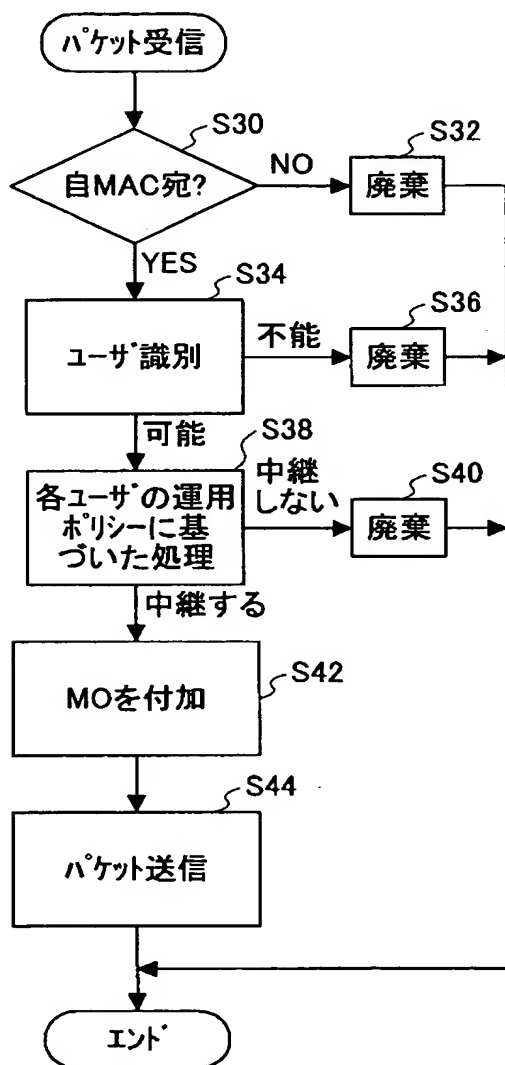 パケット受信
S30
自MAC宛?
NO
S32
廃棄
YES
S34
ユーザ識別
不能
S36
廃棄
可能
S38
各ユーザの運用
ポリシーに基
づいた処理
中継
しない
S40
廃棄
中継する
MOを付加
S42
S44
パケット送信
エンド